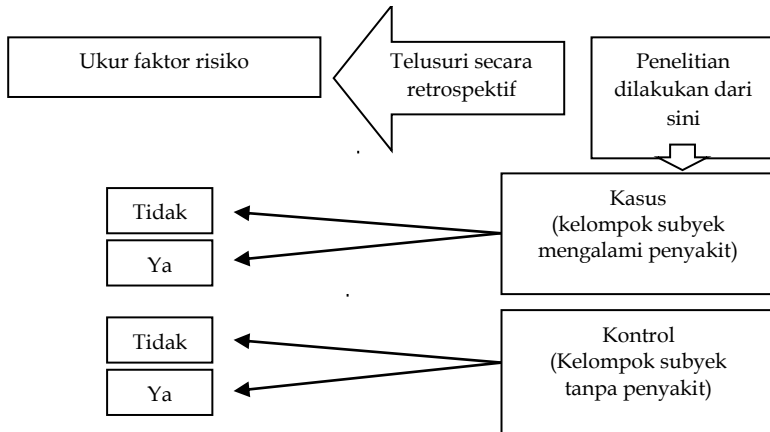 Ukur faktor risiko
Telusuri secara
retrospektif
Penelitian
dilakukan dari
sini
Kasus
(kelompok subyek
mengalami penyakit)
Tidak
Ya
Kontrol
(Kelompok subyek
tanpa penyakit)
Tidak
Ya